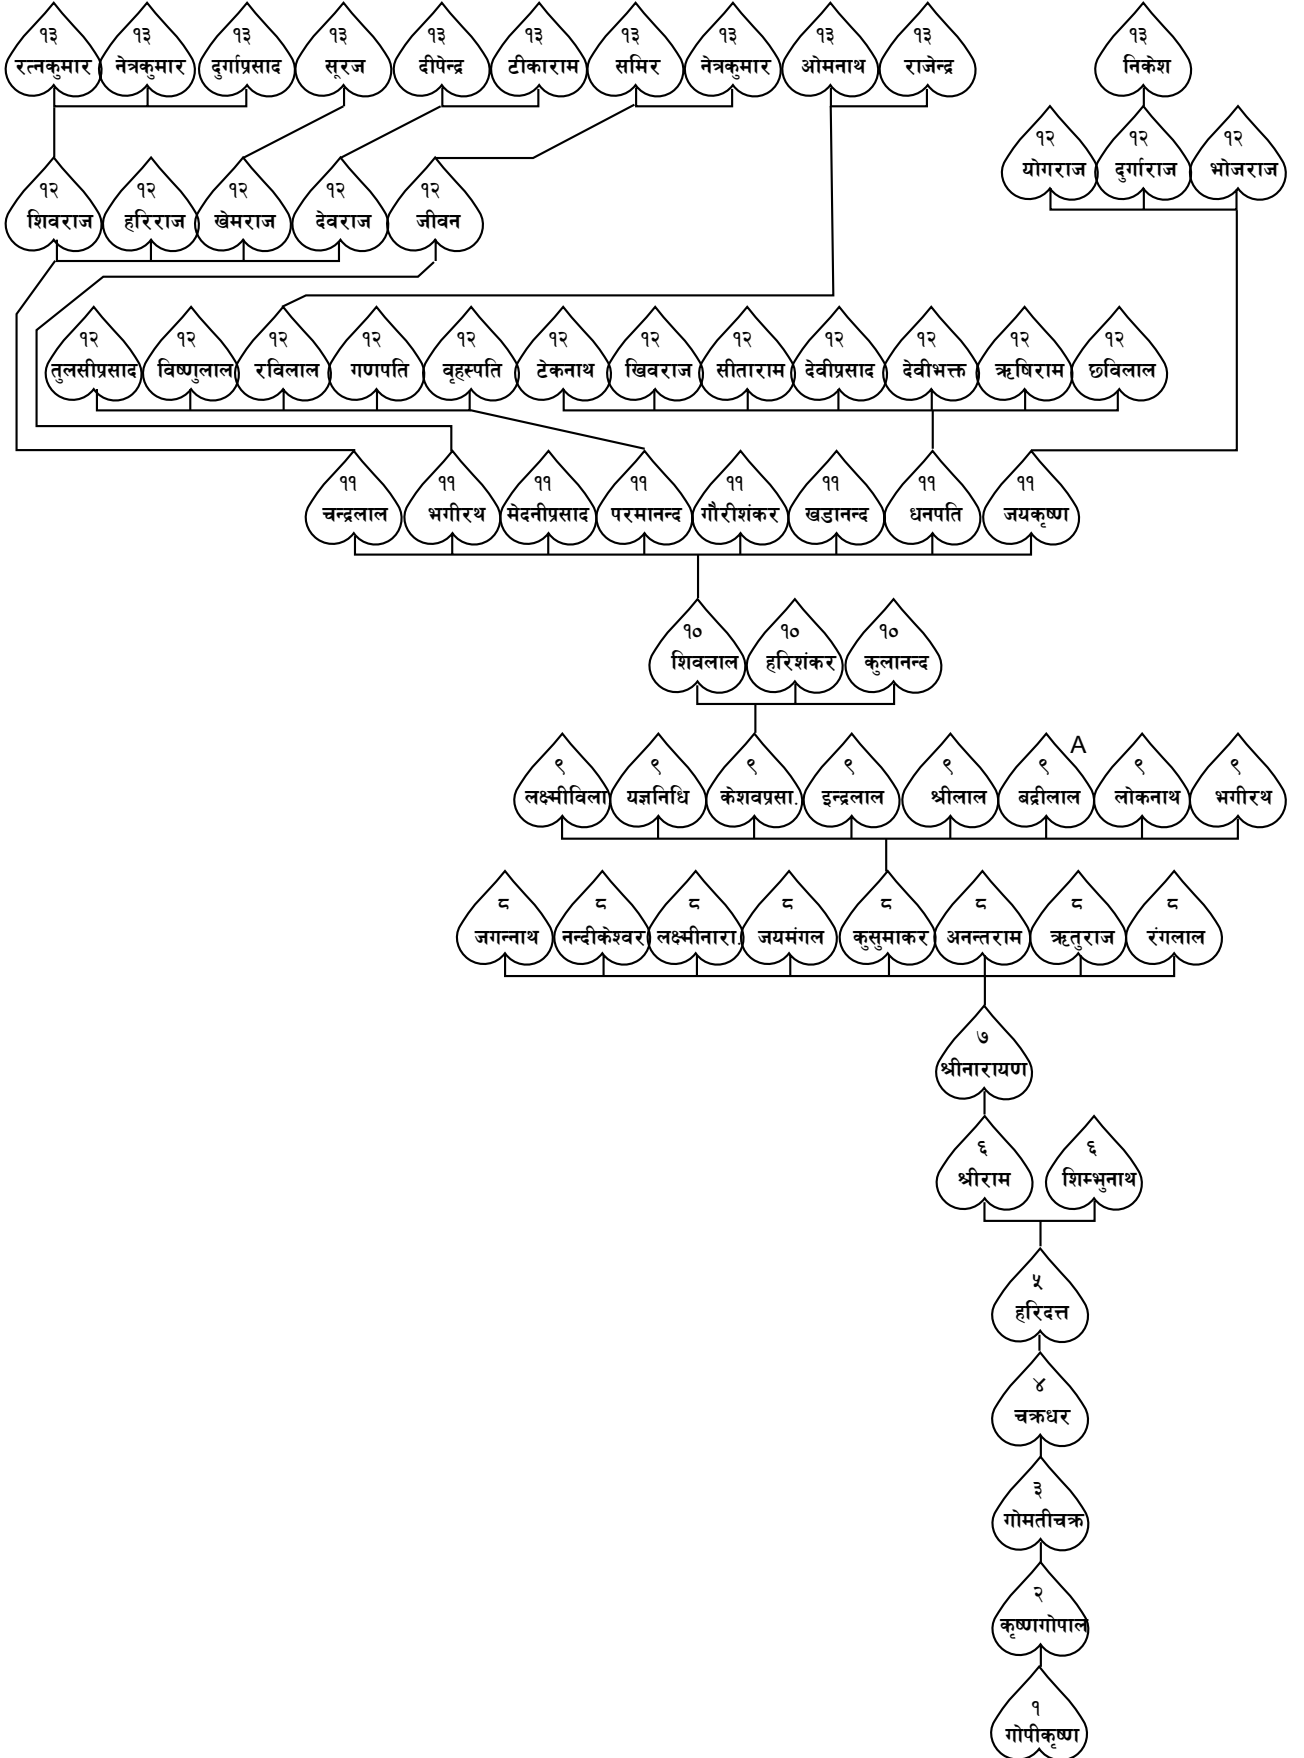 १३ १३ १३ १३ १३ १३ १३ १३ १३ १३ १३
रत्नकुमार नेत्रकुमार दुर्गाप्रसाद सूरज दीपेन्द्र टीकाराम समिर नेत्रकुमार ओमनाथ राजेन्द्र निकेश
१२ १२ १२
योगराज दुर्गाराज भोजराज
१२ १२ १२ १२ १२
शिवराज हरिराज खेमराज देवराज जीवन
१२ १२ १२ १२ १२ १२ १२ १२ १२ १२ १२ १२
तुलसीप्रसाद विष्णुलाल रविलाल गणपति वृहस्पति टेकनाथ खिवराज सीताराम देवीप्रसाद देवीभक्त ऋषिराम छविलाल
११ ११ ११ ११ ११ ११ ११ ११
चन्द्रलाल भगीरथ मेदनीप्रसाद परमानन्द गौरीशंकर खडानन्द धनपति जयकृष्ण
१० १० १०
शिवलाल हरिशंकर कुलानन्द
A
९ ९ ९ ९ ९ ९ ९ ९
लक्ष्मीविला यज्ञनिधि केशवप्रसा. इन्द्रलाल श्रीलाल बद्रीलाल लोकनाथ भगीरथ
८ ८ ८ ८ ८ ८ ८ ८
जगन्नाथ नन्दीकेश्वर लक्ष्मीनारा. जयमंगल कुसुमाकर अनन्तराम ऋतुराज रंगलाल
७
श्रीनारायण
६ ६
श्रीराम शिम्भुनाथ
५
हरिदत्त
४
चक्रधर
३
गोमतीचक्र
२
कृष्णगोपाल
१
गोपीकृष्ण